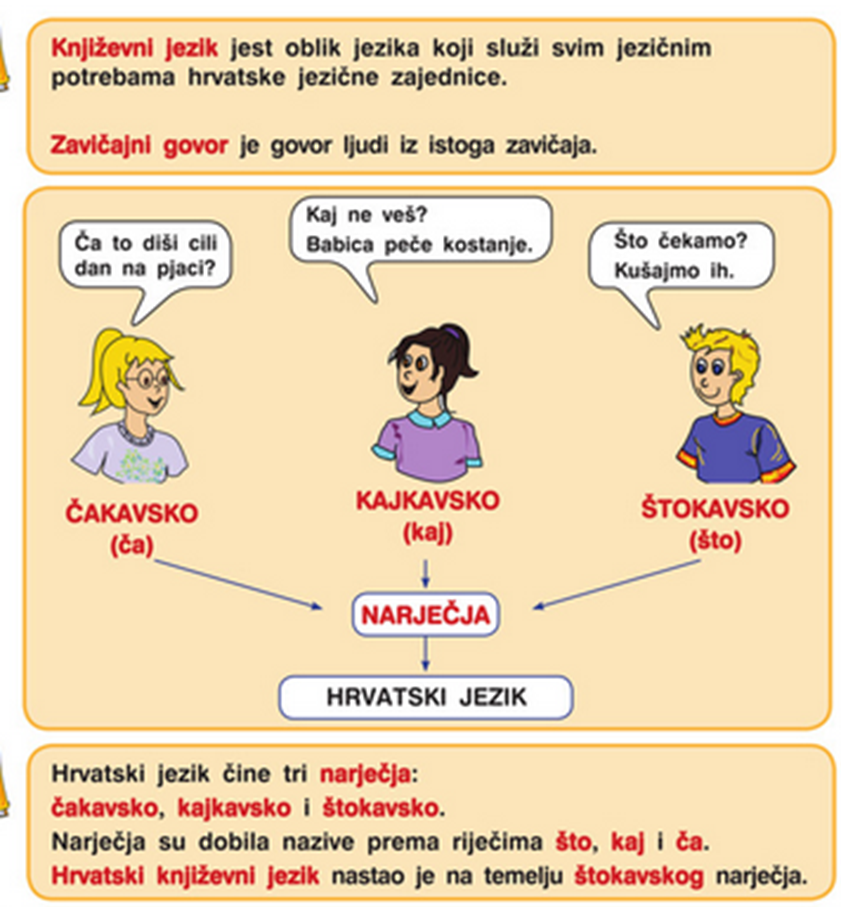 Književni jezik jest oblik jezika koji služi svim jezičnim
potrebama hrvatske jezične zajednice.
Zavičajni govor je govor ljudi iz istoga zavičaja.
Ča to diši cili
dan na pjaci?
Kaj ne veš?
Babica peče kostanje.
Što čekamo?
Kušajmo ih.
ČAKAVSKO
(ča)
KAJKAVSKO
(kaj)
ŠTOKAVSKO
(što)
NARJEČJA
HRVATSKI JEZIK
Hrvatski jezik čine tri narječja:
čakavsko, kajkavsko i štokavsko.
Narječja su dobila nazive prema riječima što, kaj i ča.
Hrvatski književni jezik nastao je na temelju štokavskog narječja.